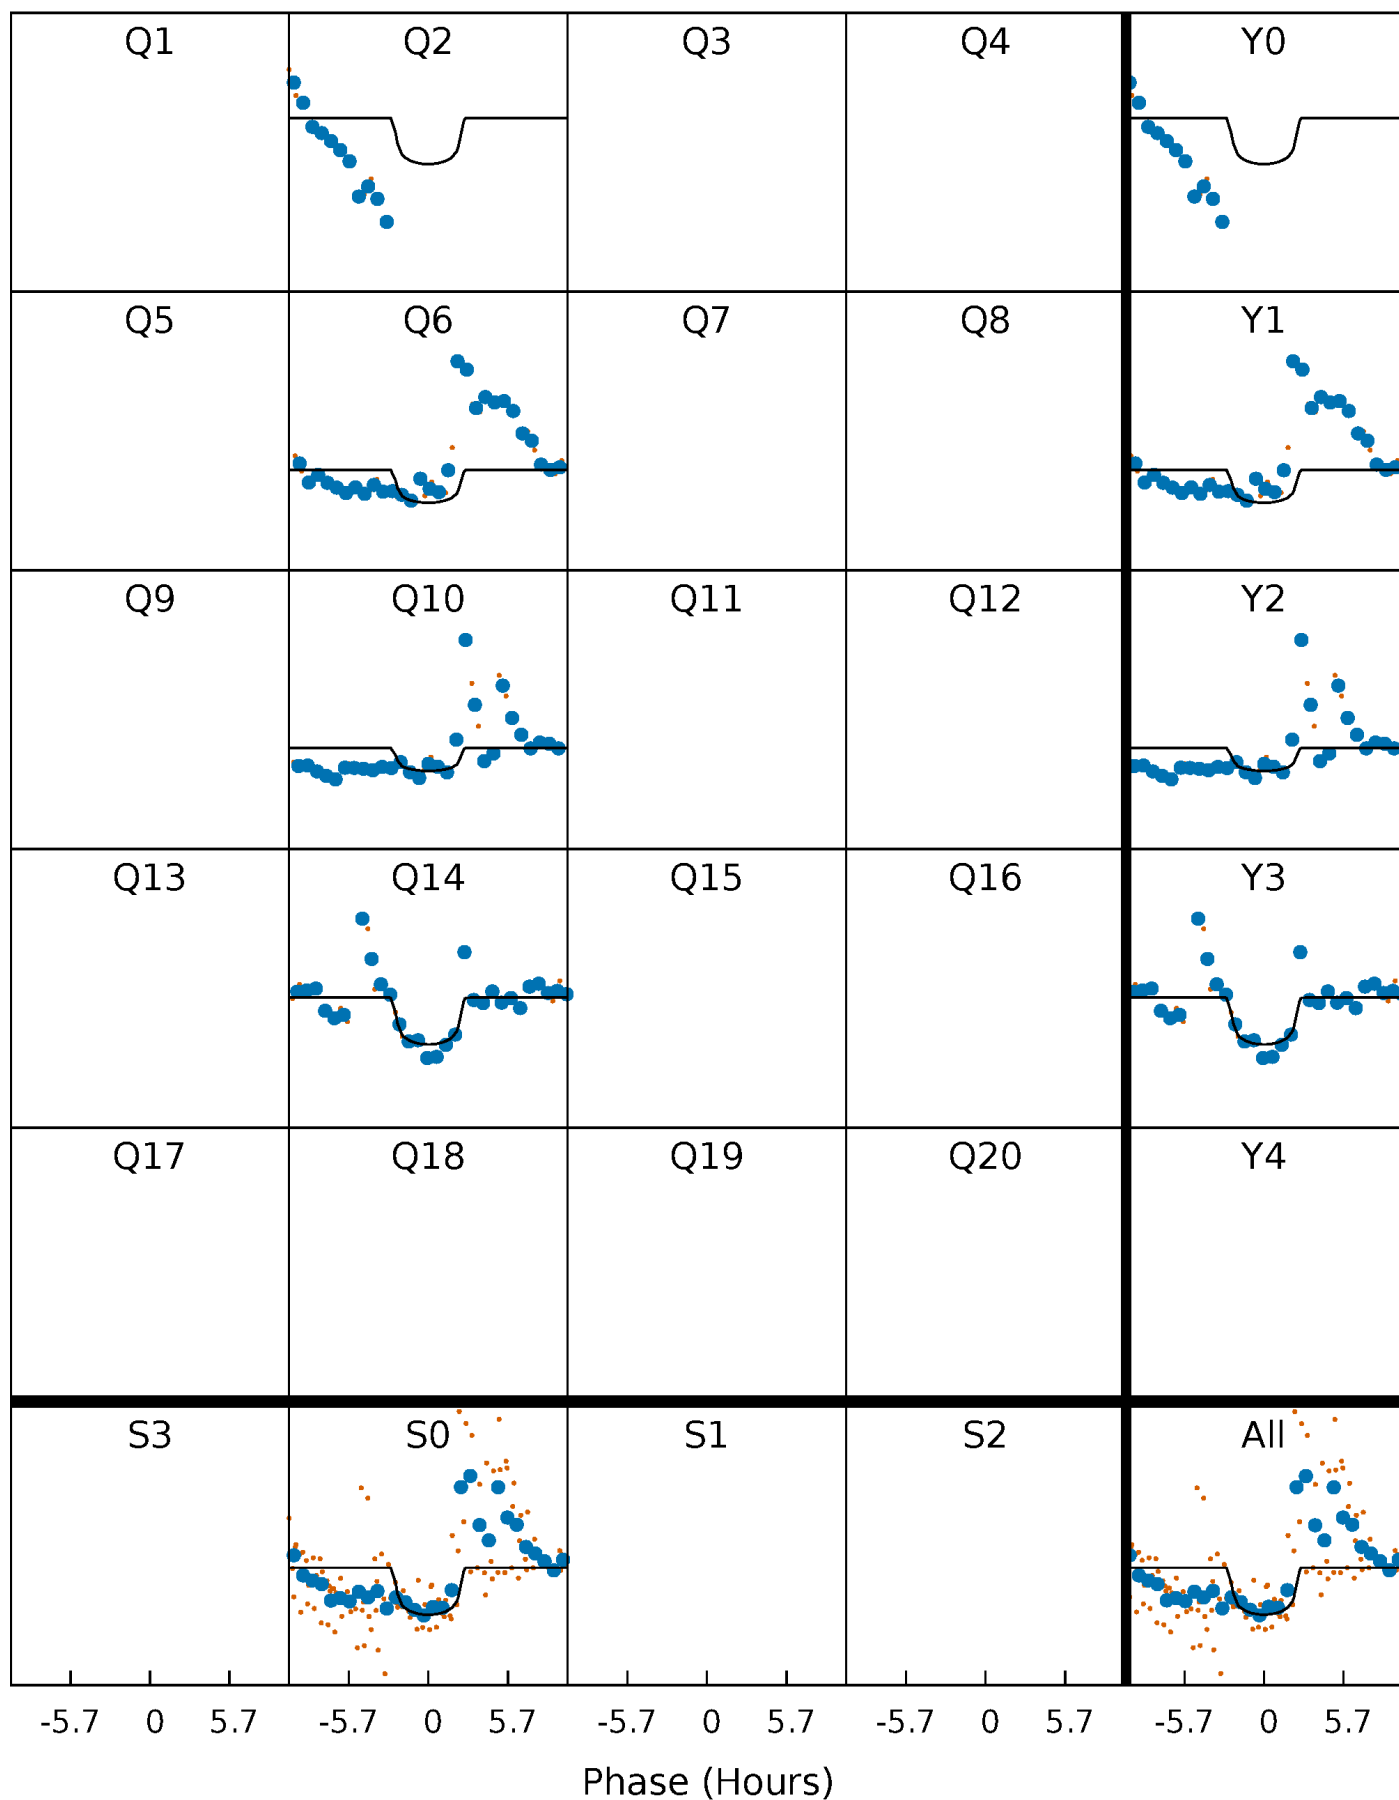 Q1 Q2 Q3 Q4 Y0
Q5 Q6 Q7 Q8 Y1
Q9 Q10 Q11 Q12 Y2
Q13 Q14 Q15 Q16 Y3
Q17 Q18 Q19 Q20 Y4
S3 S0 S1 S2 All
-5.7 0 5.7 -5.7 0 5.7 -5.7 0 5.7 -5.7 0 5.7 -5.7 0 5.7
Phase (Hours)